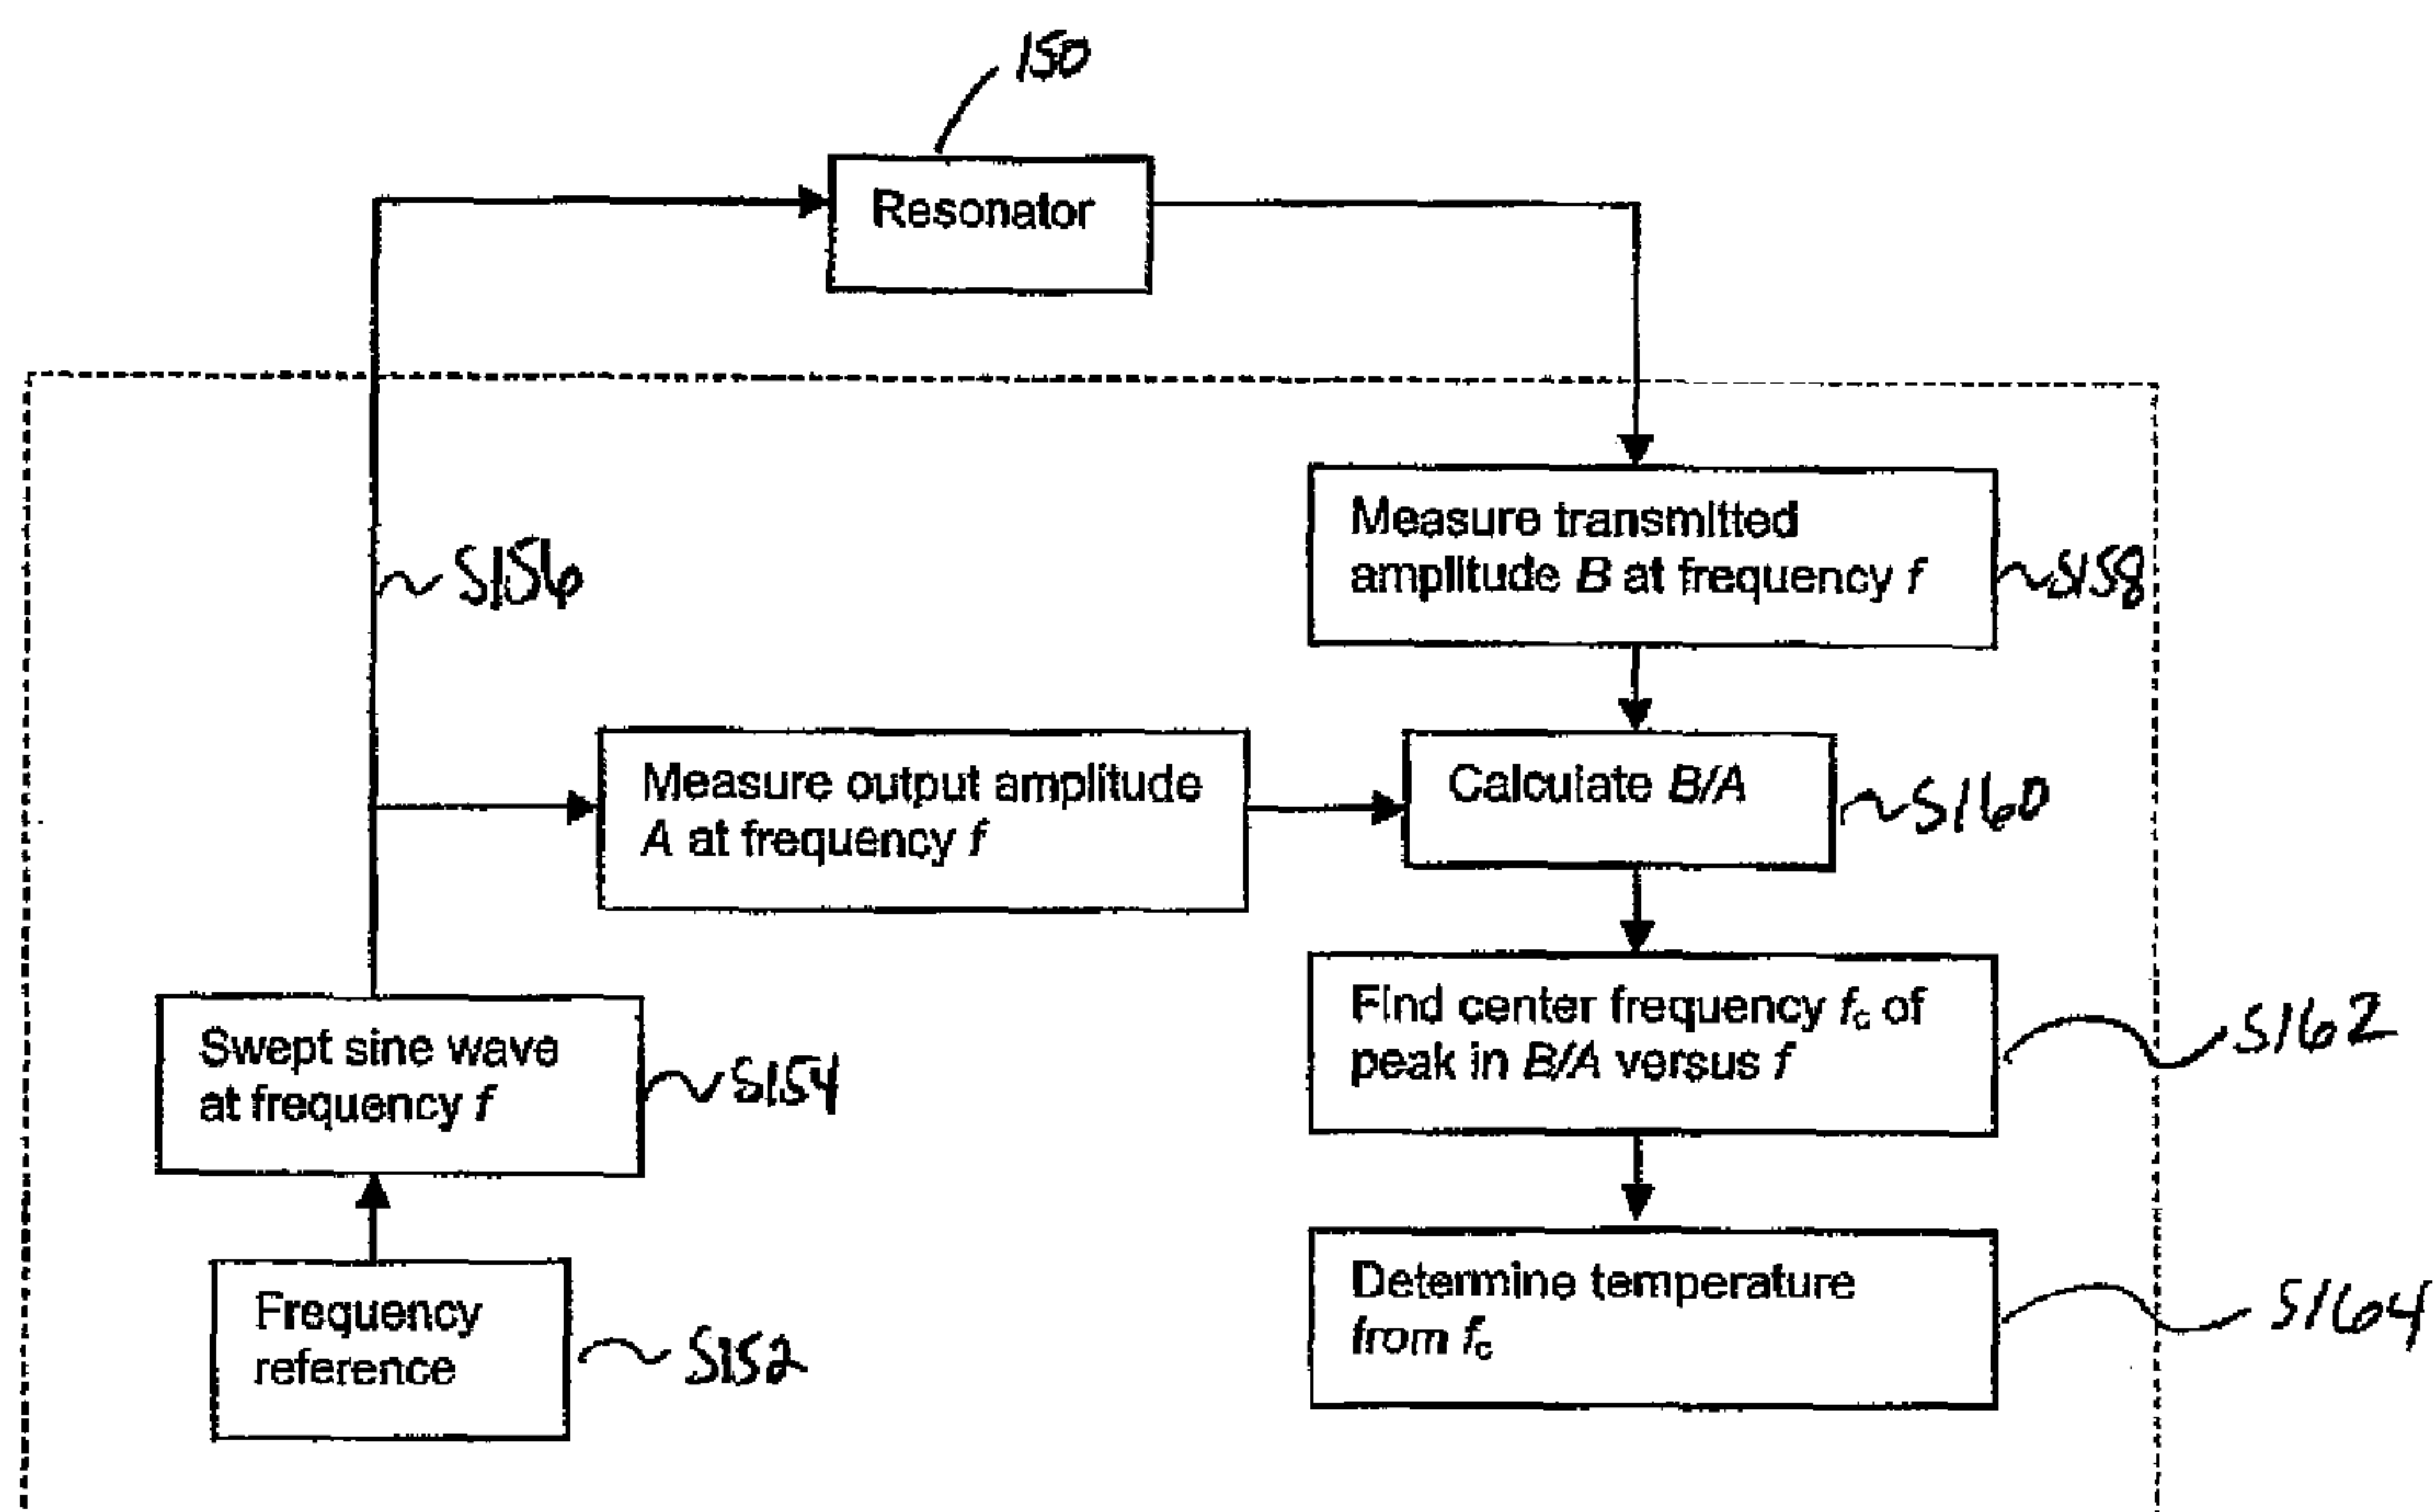 150
Resonator
Measure transmitted
amplitude B at frequency f
S158
S156
Measure output amplitude
A at frequency f
Calculate B/A
S160
Swept sine wave
at frequency f
S154
Find center frequency fc of
peak in B/A versus f
S162
Frequency
reference
S152
Determine temperature
from fc
S164